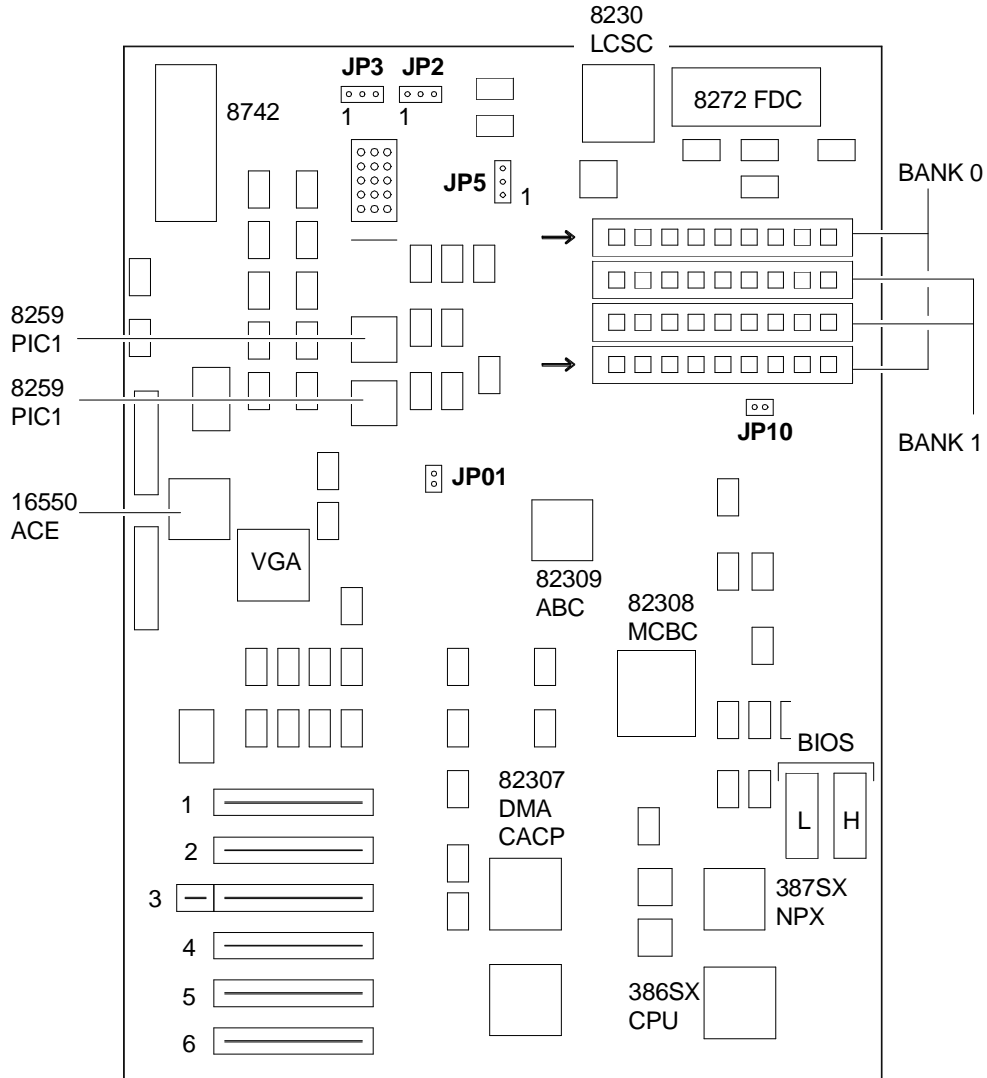 8230
LCSC
JP3 JP2
8742
1 1
8272 FDC
JP5
1
BANK 0
8259
PIC1
8259
PIC1
JP10
BANK 1
JP01
16550
ACE
VGA
82309
ABC
82308
MCBC
BIOS
L H
82307
DMA
CACP
1
2
3
4
5
6
387SX
NPX
386SX
CPU